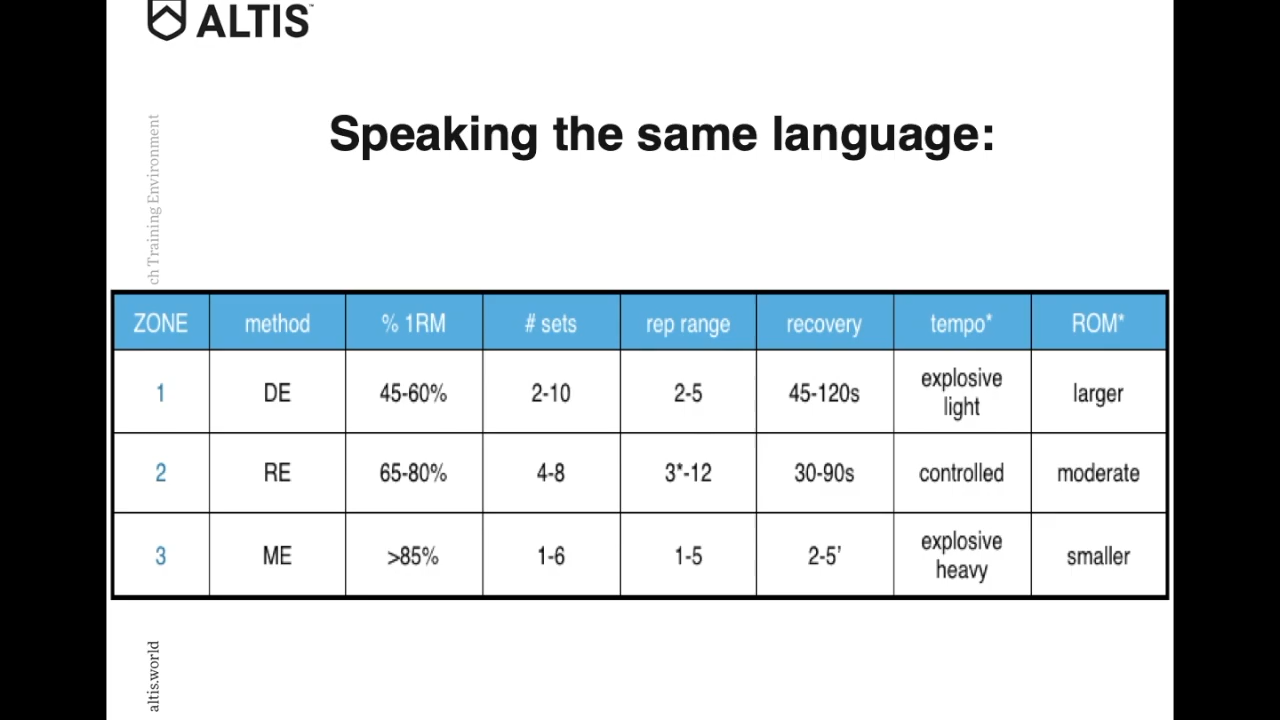 ALTIS™
Speaking the same language:
ch Training Environment
ZONE method % 1RM # sets rep range recovery tempo* ROM*
1 DE 45-60% 2-10 2-5 45-120s explosive light larger
2 RE 65-80% 4-8 3*-12 30-90s controlled moderate
3 ME >85% 1-6 1-5 2-5’ explosive heavy smaller
altis.world